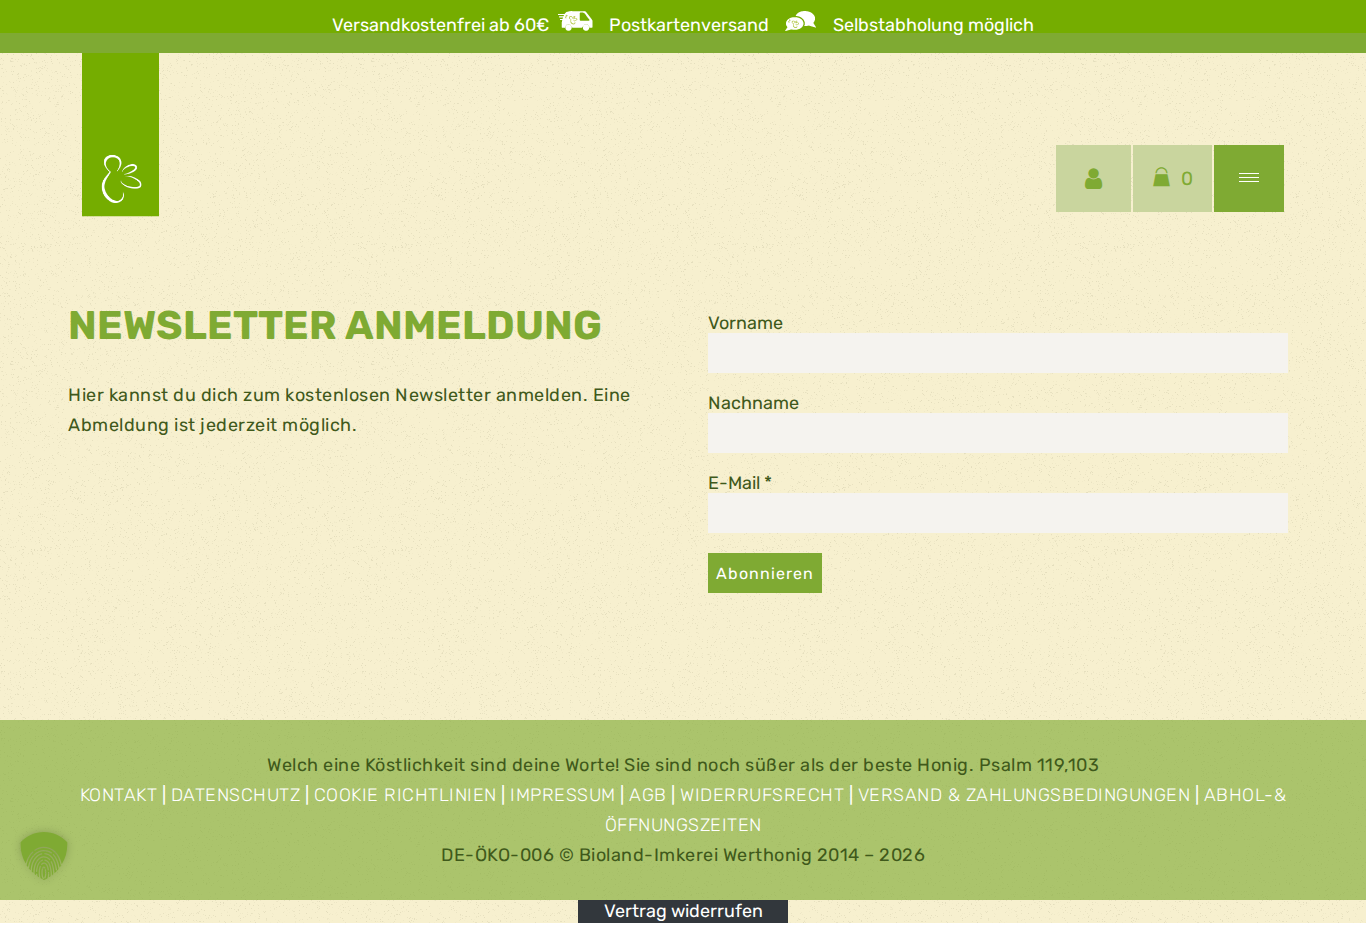 Versandkostenfrei ab 60€ Postkartenversand Selbstabholung möglich
0
NEWSLETTER ANMELDUNG
Hier kannst du dich zum kostenlosen Newsletter anmelden. Eine
Abmeldung ist jederzeit möglich.
Vorname
Nachname
E-Mail *
Abonnieren
Welch eine Köstlichkeit sind deine Worte! Sie sind noch süßer als der beste Honig. Psalm 119,103
KONTAKT | DATENSCHUTZ | COOKIE RICHTLINIEN | IMPRESSUM | AGB | WIDERRUFSRECHT | VERSAND & ZAHLUNGSBEDINGUNGEN | ABHOL-&
ÖFFNUNGSZEITEN
DE-ÖKO-006 © Bioland-Imkerei Werthonig 2014 – 2026
Vertrag widerrufen